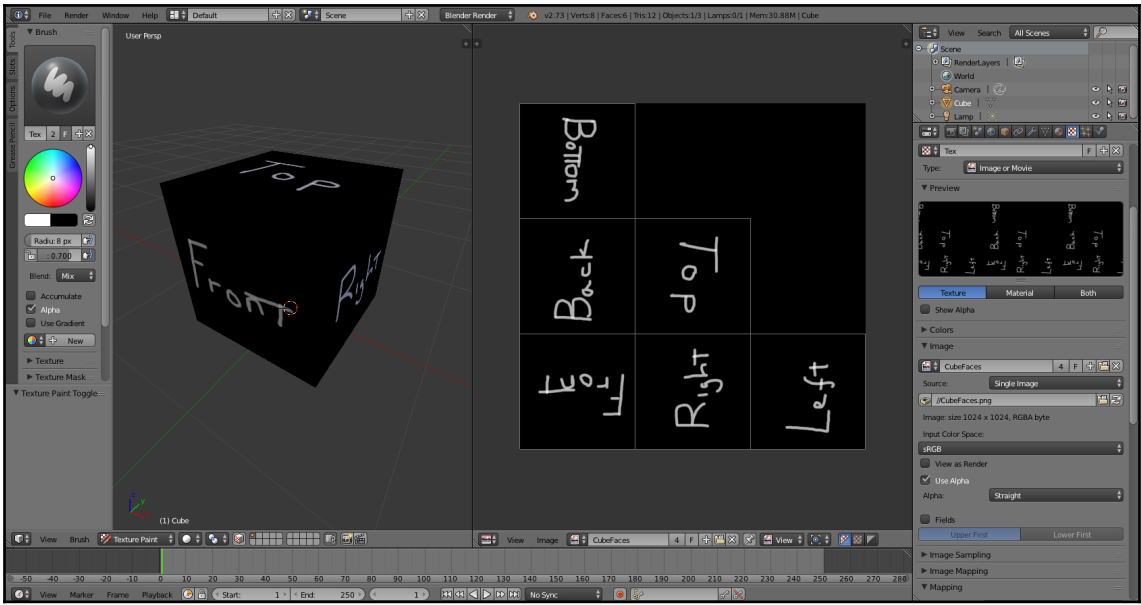 File Render Window Help Default Scene Blender Render v2.73 | Verts:8 | Faces:6 | Tris:12 | Objects:1/3 | Lamps:0/1 | Mem:30.88M | Cube
Tools
Slots
Options
Grease Pencil
Brush
Tex 2 F
Radiu: 8 px
: 0.700
Blend: Mix
Accumulate
Alpha
Use Gradient
New
Texture
Texture Mask
Texture Paint Toggle
User Persp
Top
Front
Right
(1) Cube
Bottom
Back
Top
Front
Right
Left
View Search All Scenes
Scene
RenderLayers |
World
Camera |
Cube |
Lamp |
Tex F
Type: Image or Movie
Preview
Texture Material Both
Show Alpha
Colors
Image
CubeFaces 4 F
Source: Single Image
//CubeFaces.png
Image: size 1024 x 1024, RGBA byte
Input Color Space:
sRGB
View as Render
Use Alpha
Alpha: Straight
Fields
Upper First Lower First
Image Sampling
Image Mapping
Mapping
View Brush Texture Paint
View Image CubeFaces 4 F View
-50 -40 -30 -20 -10 0 10 20 30 40 50 60 70 80 90 100 110 120 130 140 150 160 170 180 190 200 210 220 230 240 250 260 270 280
View Marker Frame Playback Start: 1 End: 250 1 No Sync